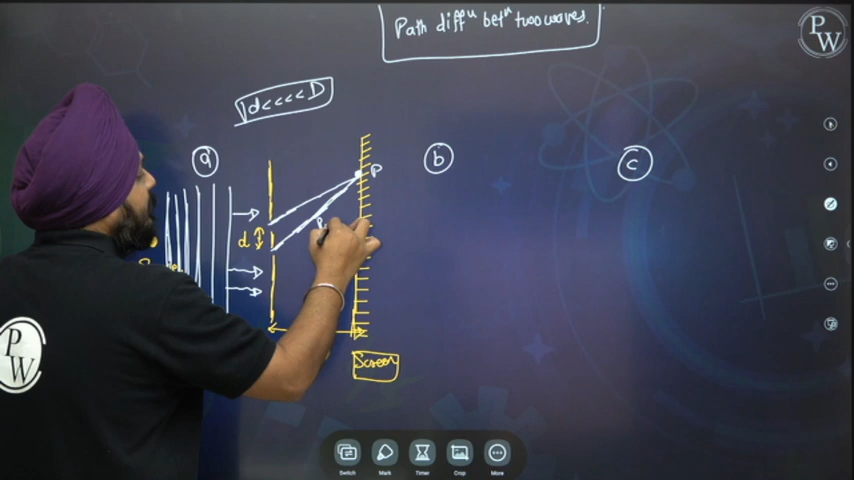 Path diffⁿ betⁿ two waves.
PW
d<<<<D
a
b
c
P
d
Screen
PW
Switch
Mark
Timer
Crop
More